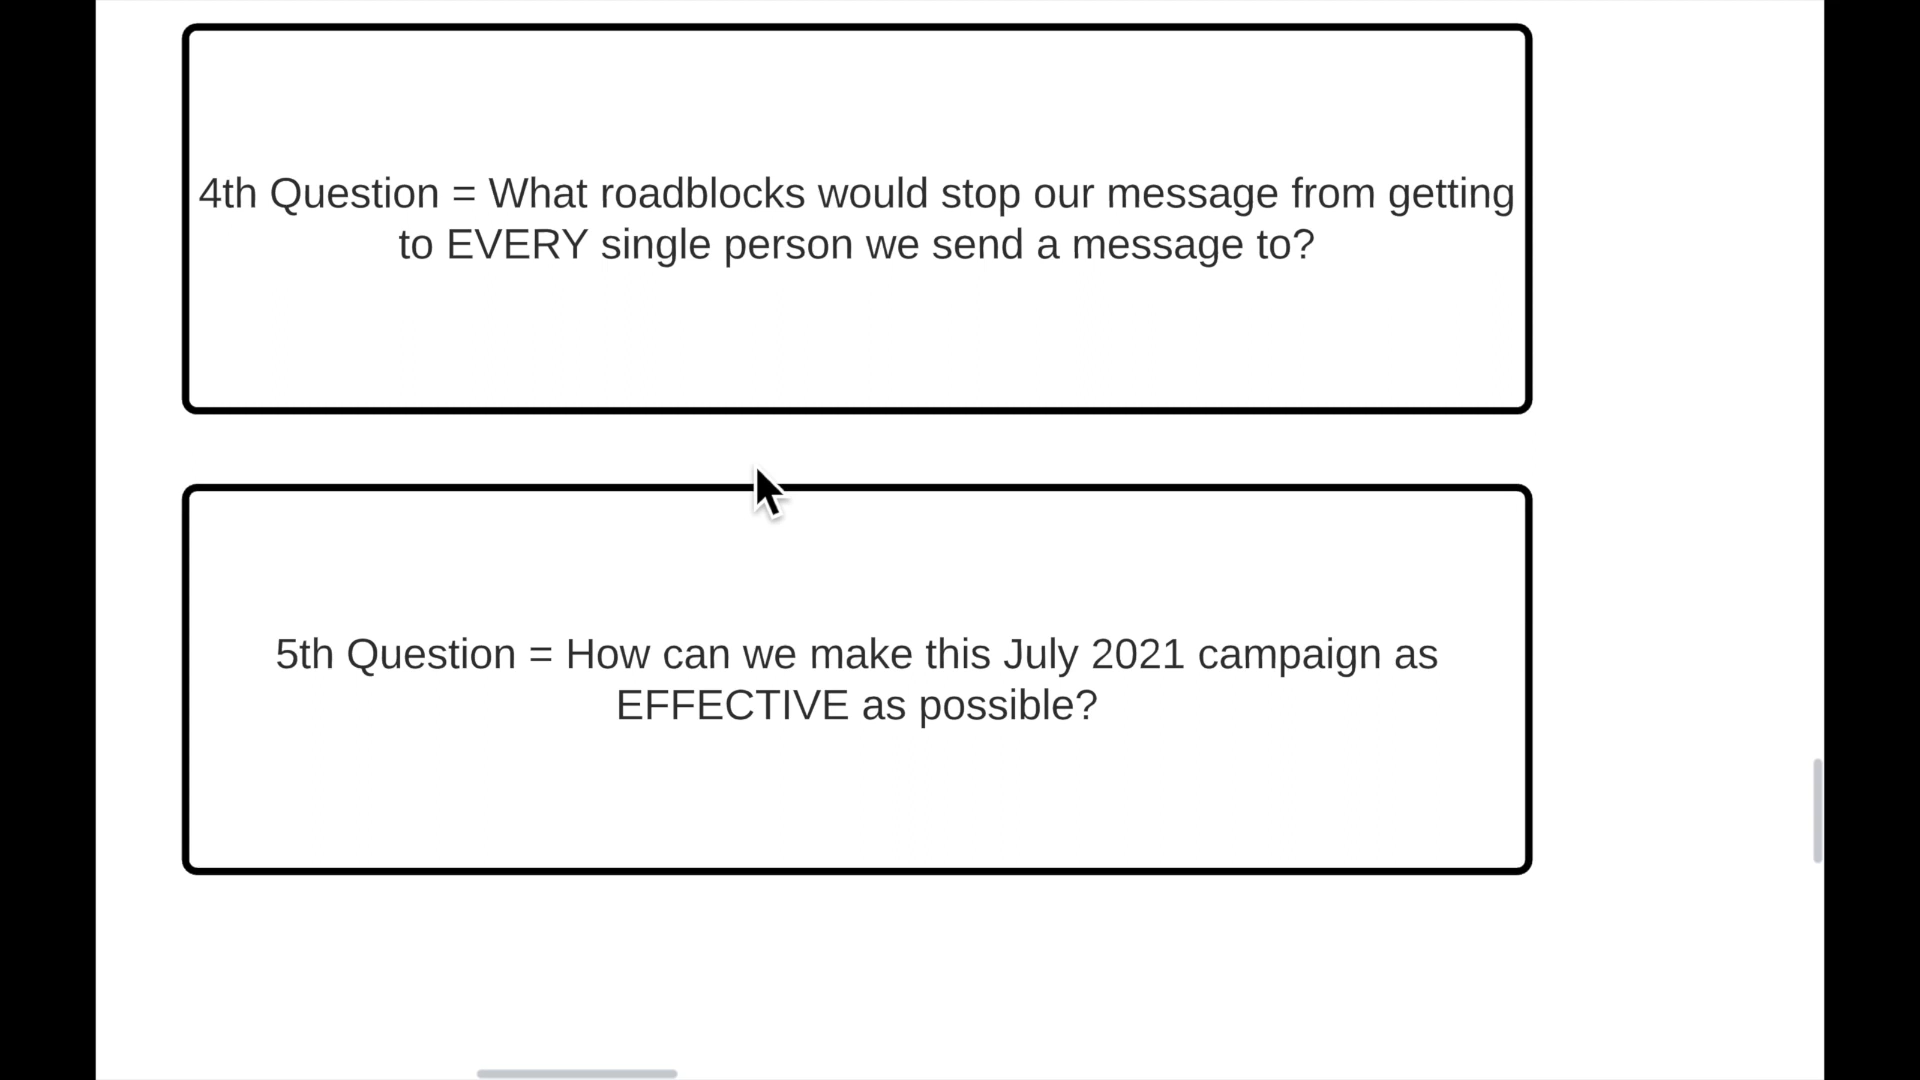 4th Question = What roadblocks would stop our message from getting
to EVERY single person we send a message to?
5th Question = How can we make this July 2021 campaign as
EFFECTIVE as possible?